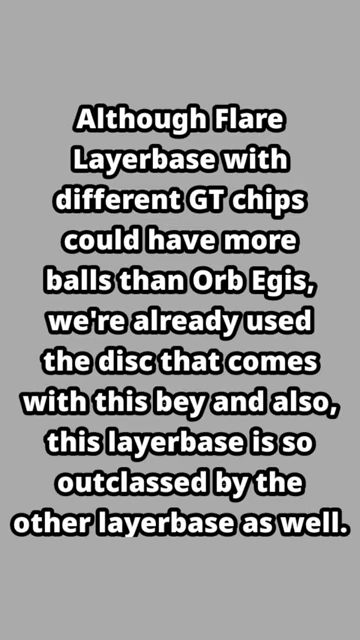 Although Flare
Layerbase with
different GT chips
could have more
balls than Orb Egis,
we're already used
the disc that comes
with this bey and also,
this layerbase is so
outclassed by the
other layerbase as well.